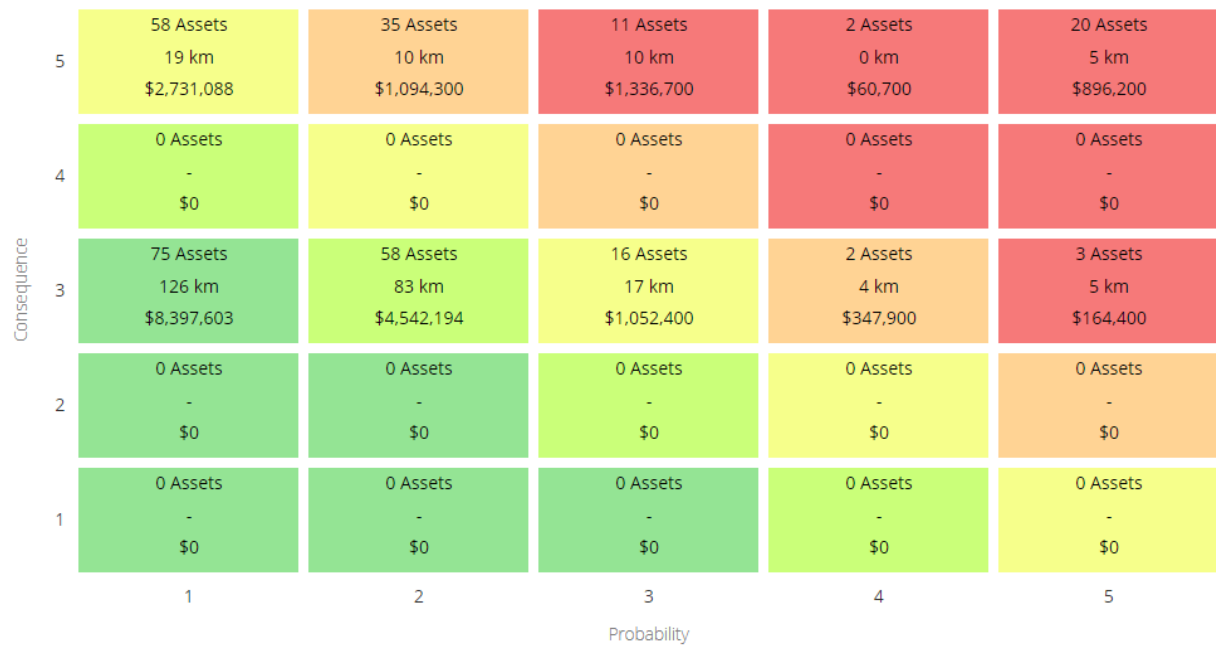 58 Assets 35 Assets 11 Assets 2 Assets 20 Assets
5 19 km 10 km 10 km 0 km 5 km
$2,731,088 $1,094,300 $1,336,700 $60,700 $896,200
0 Assets 0 Assets 0 Assets 0 Assets 0 Assets
4 - - - - -
$0 $0 $0 $0 $0
75 Assets 58 Assets 16 Assets 2 Assets 3 Assets
3 126 km 83 km 17 km 4 km 5 km
$8,397,603 $4,542,194 $1,052,400 $347,900 $164,400
0 Assets 0 Assets 0 Assets 0 Assets 0 Assets
2 - - - - -
$0 $0 $0 $0 $0
0 Assets 0 Assets 0 Assets 0 Assets 0 Assets
1 - - - - -
$0 $0 $0 $0 $0
1 2 3 4 5
Probability
Consequence